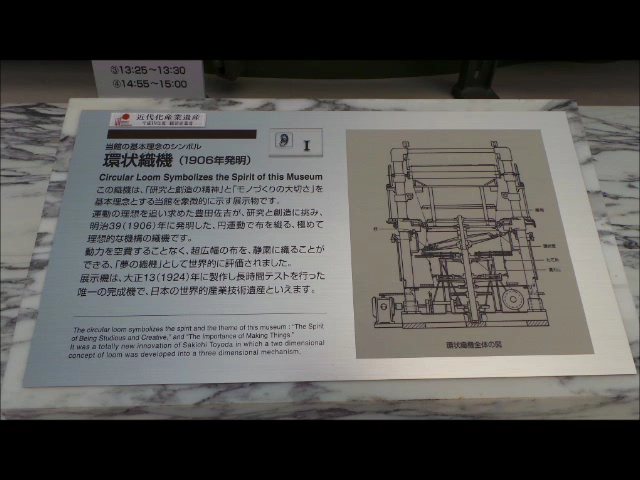 ③13:25～13:30
④14:55～15:00
近代化産業遺産
当館の基本理念のシンボル
環状織機（1906年発明）
1
Circular Loom Symbolizes the Spirit of this Museum
この織機は、「研究と創造の精神」と「モノづくりの大切さ」を
基本理念とする当館を象徴的に示す展示物です。
運動の理想を追い求めた豊田佐吉が、研究と創造に挑み、
明治39（1906）年に発明した、円運動で布を織る、極めて
理想的な機構の織機です。
動力を空費することなく、超広幅の布を、静粛に織ることが
できる、「夢の織機」として世界的に評価されました。
展示機は、大正13（1924）年に製作し長時間テストを行った
唯一の完成機で、日本の世界的産業技術遺産といえます。
The circular loom symbolizes the spirit and the theme of this museum : "The Spirit
of Being Studious and Creative," and "The Importance of Making Things."
It was a totally new innovation of Sakichi Toyoda in which a two dimensional
concept of loom was developed into a three dimensional mechanism.
環状織機全体の図